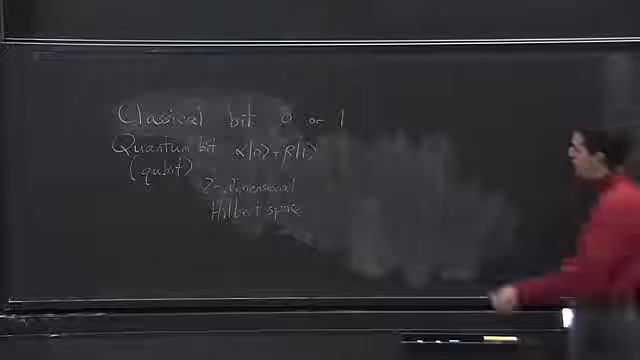 Classical bit 0 or 1
Quantum bit α|0> + β|1>
(qubit)
2-dimensional
Hilbert space